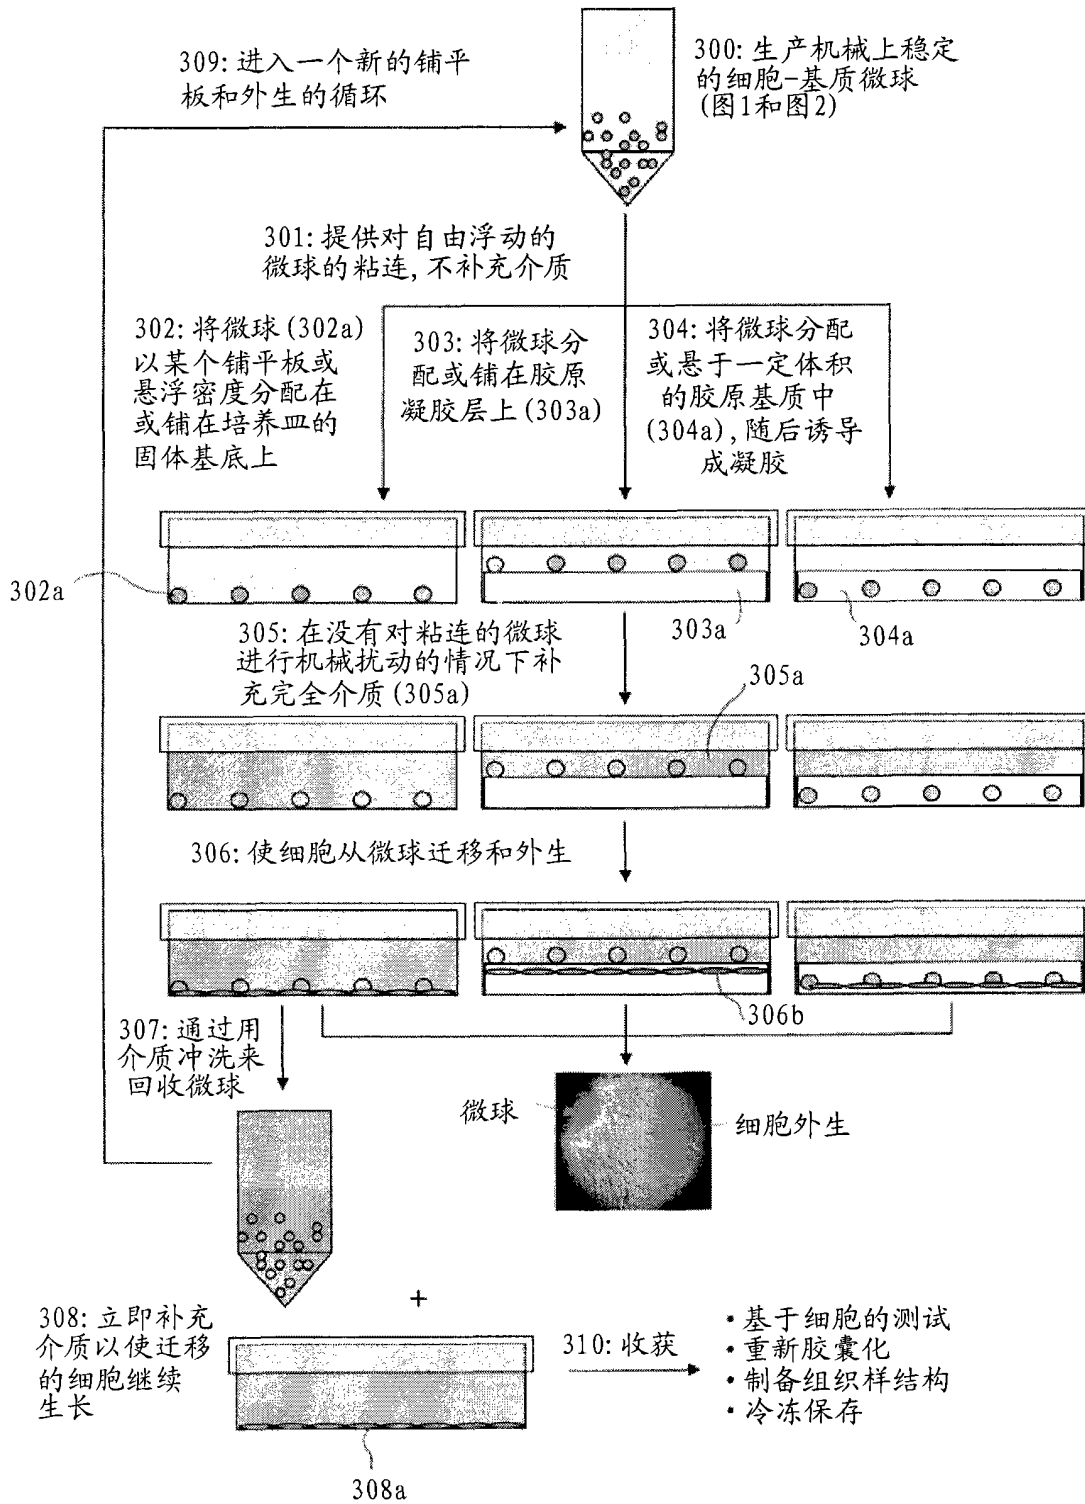 309: 进入一个新的铺平
板和外生的循环
300: 生产机械上稳定
的细胞-基质微球
(图1和图2)
301: 提供对自由浮动的
微球的粘连, 不补充介质
302: 将微球(302a)
以某个铺平板或
悬浮密度分配在
或铺在培养皿的
固体基底上
303: 将微球分
配或铺在胶原
凝胶层上(303a)
304: 将微球分配
或悬于一定体积
的胶原基质中
(304a), 随后诱导
成凝胶
302a
303a
304a
305: 在没有对粘连的微球
进行机械扰动的情况下补
充完全介质(305a)
305a
306: 使细胞从微球迁移和外生
306b
307: 通过用
介质冲洗来
回收微球
微球
细胞外生
+
308: 立即补充
介质以使迁移
的细胞继续
生长
308a
310: 收获
·基于细胞的测试
·重新胶囊化
·制备组织样结构
·冷冻保存